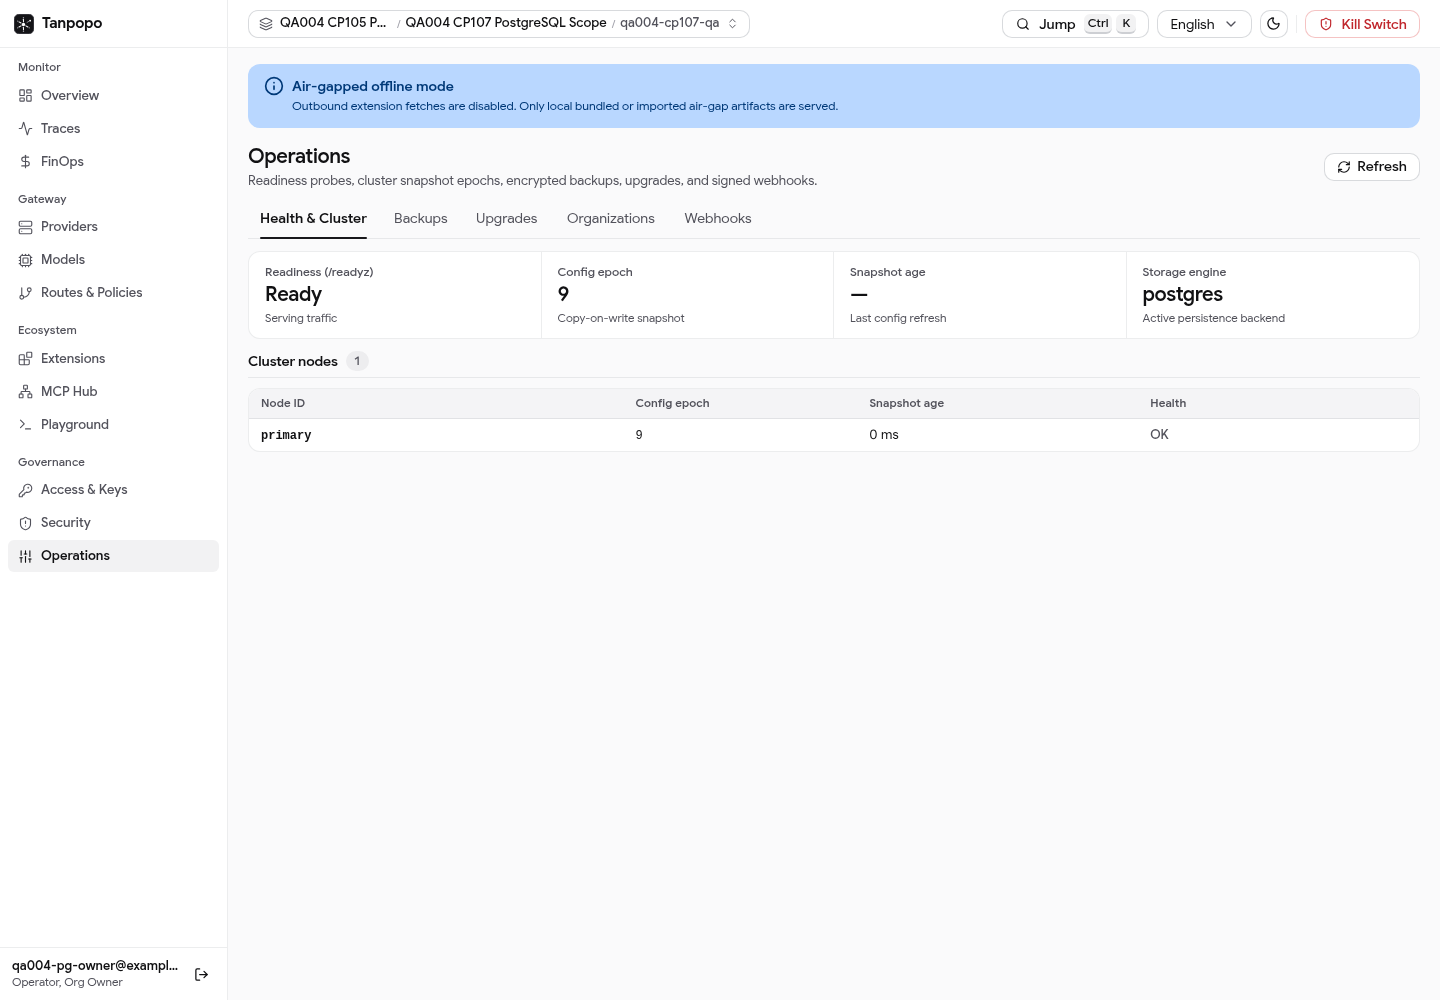 Tanpopo
QA004 CP105 P... / QA004 CP107 PostgreSQL Scope / qa004-cp107-qa
Jump Ctrl K
English
Kill Switch
Monitor
Overview
Traces
FinOps
Gateway
Providers
Models
Routes & Policies
Ecosystem
Extensions
MCP Hub
Playground
Governance
Access & Keys
Security
Operations
qa004-pg-owner@exampl...
Operator, Org Owner
Air-gapped offline mode
Outbound extension fetches are disabled. Only local bundled or imported air-gap artifacts are served.
Operations
Readiness probes, cluster snapshot epochs, encrypted backups, upgrades, and signed webhooks.
Refresh
Health & Cluster Backups Upgrades Organizations Webhooks
Readiness (/readyz)
Ready
Serving traffic
Config epoch
9
Copy-on-write snapshot
Snapshot age
—
Last config refresh
Storage engine
postgres
Active persistence backend
Cluster nodes 1
Node ID Config epoch Snapshot age Health
primary 9 0 ms OK